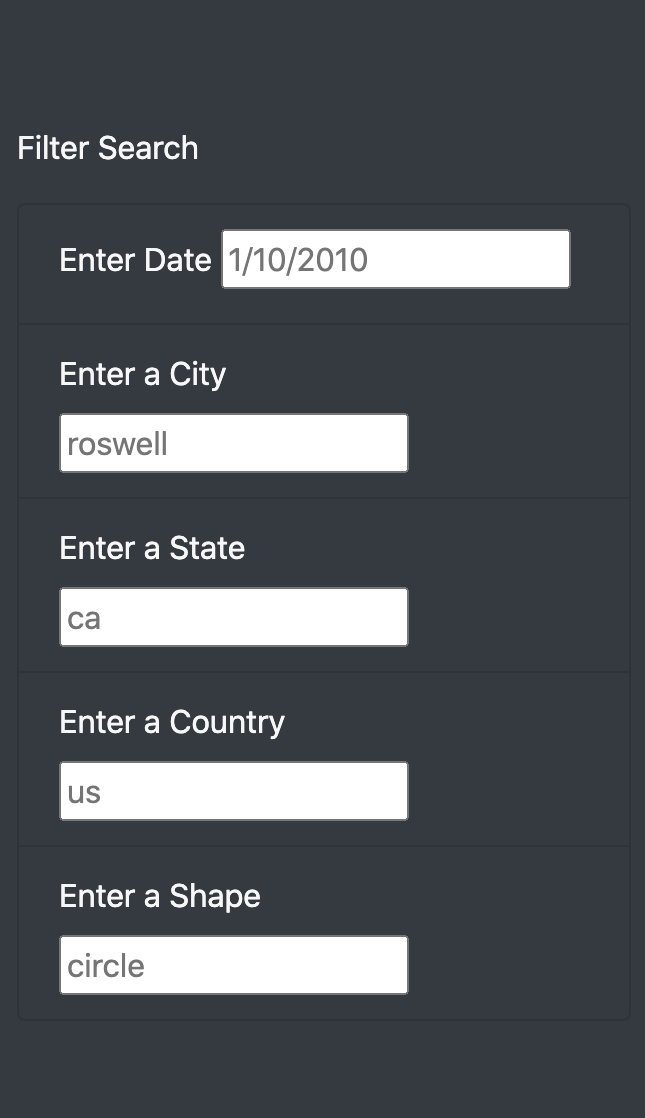 Filter Search
Enter Date 1/10/2010
Enter a City
roswell
Enter a State
ca
Enter a Country
us
Enter a Shape
circle